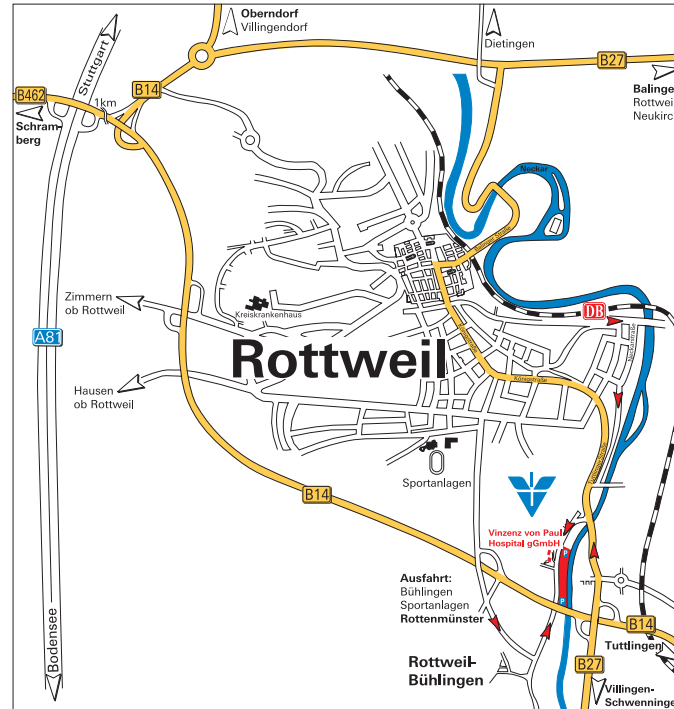 Oberndorf
Villingendorf
Dietingen
B27
Stuttgart
B14
B462
1km
Schram-
berg
Balinge
Rottwei
Neukirc
Neckar
Zimmern
ob Rottweil
Kreiskrankenhaus
DB
A81
Rottweil
Königstraße
Hausen
ob Rottweil
Sportanlagen
B14
Vinzenz von Paul
Hospital gGmbH
P
P
Ausfahrt:
Bühlingen
Sportanlagen
Rottenmünster
B14
Tuttlingen
Bodensee
Rottweil-
Bühlingen
B27
Villingen-
Schwenninge